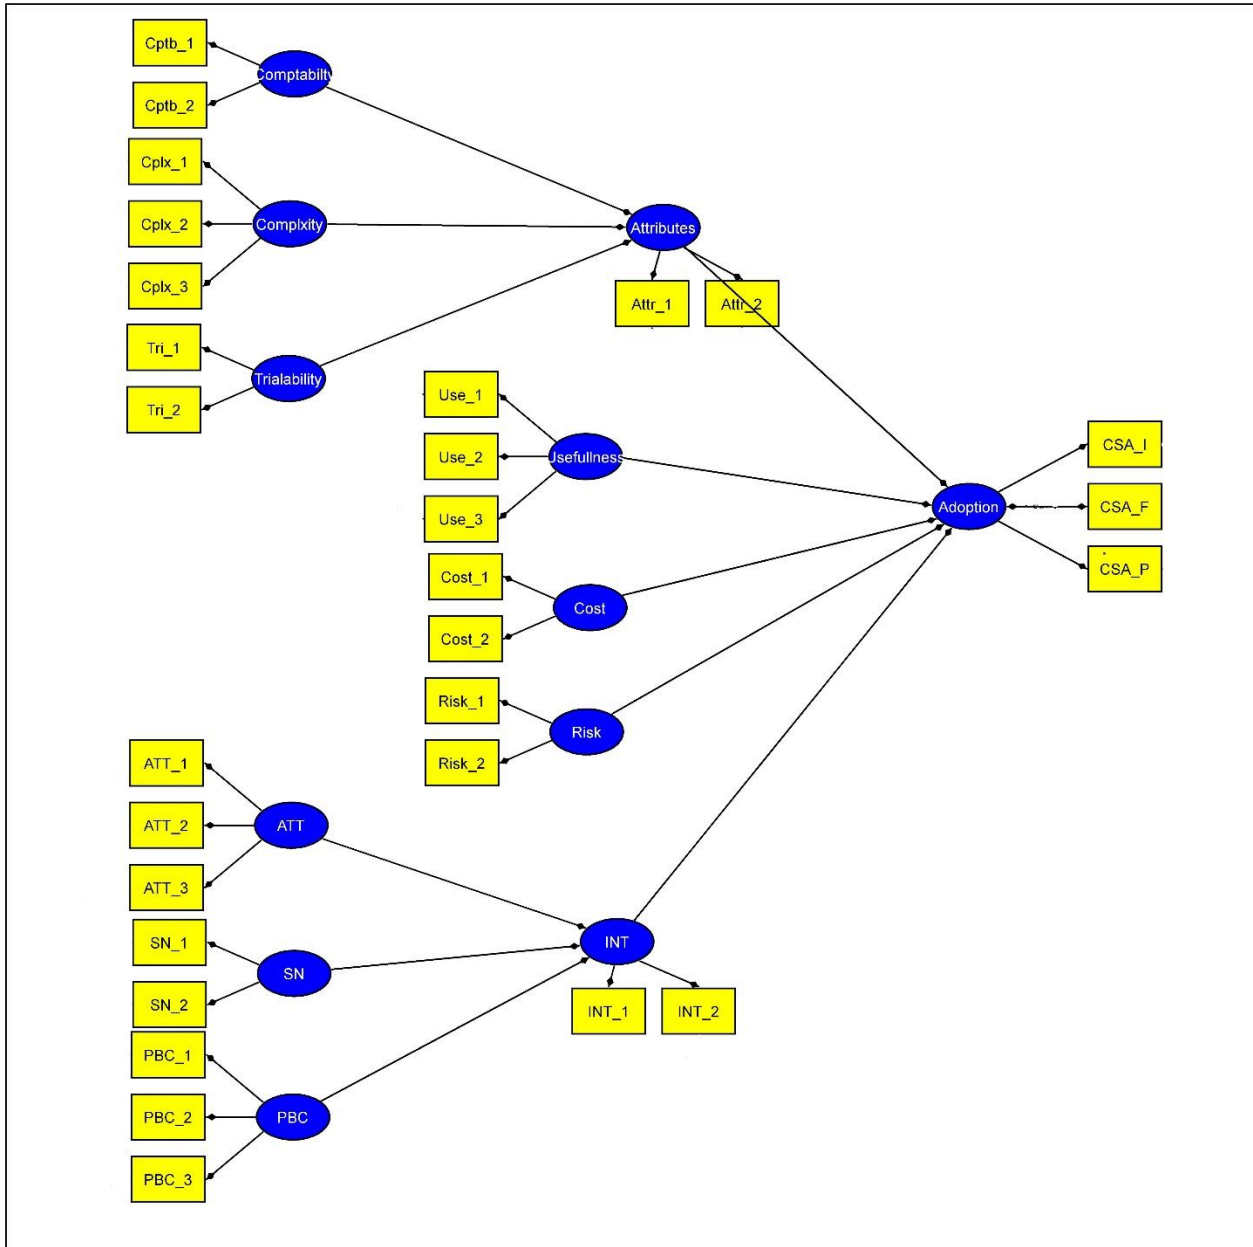 Cptb_1
Comptabilty
Cptb_2
Cplx_1
Cplx_2
Complxity
Cplx_3
Attributes
Attr_1
Attr_2
Tri_1
Trialability
Tri_2
Use_1
Use_2
Usefullness
Use_3
CSA_I
Adoption
CSA_F
CSA_P
Cost_1
Cost
Cost_2
Risk_1
Risk
Risk_2
ATT_1
ATT_2
ATT
ATT_3
SN_1
SN
SN_2
INT
INT_1
INT_2
PBC_1
PBC_2
PBC
PBC_3